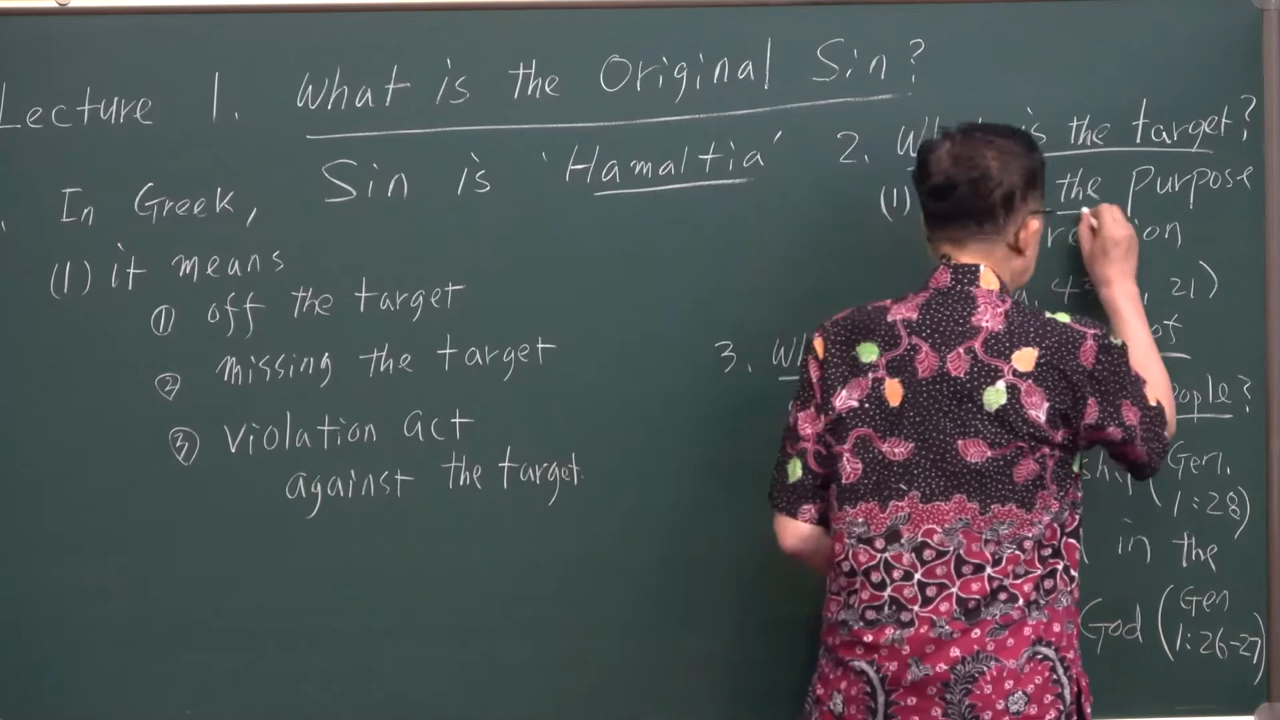 Lecture 1. What is the Original Sin?
Sin is 'Hamaltia'
In Greek,
(1) it means
① off the target
② missing the target
③ violation act
against the target.
2. is the target?
(1) the purpose
(Gen.
1:28)
in the
God (Gen
1:26-27)
3.
21)